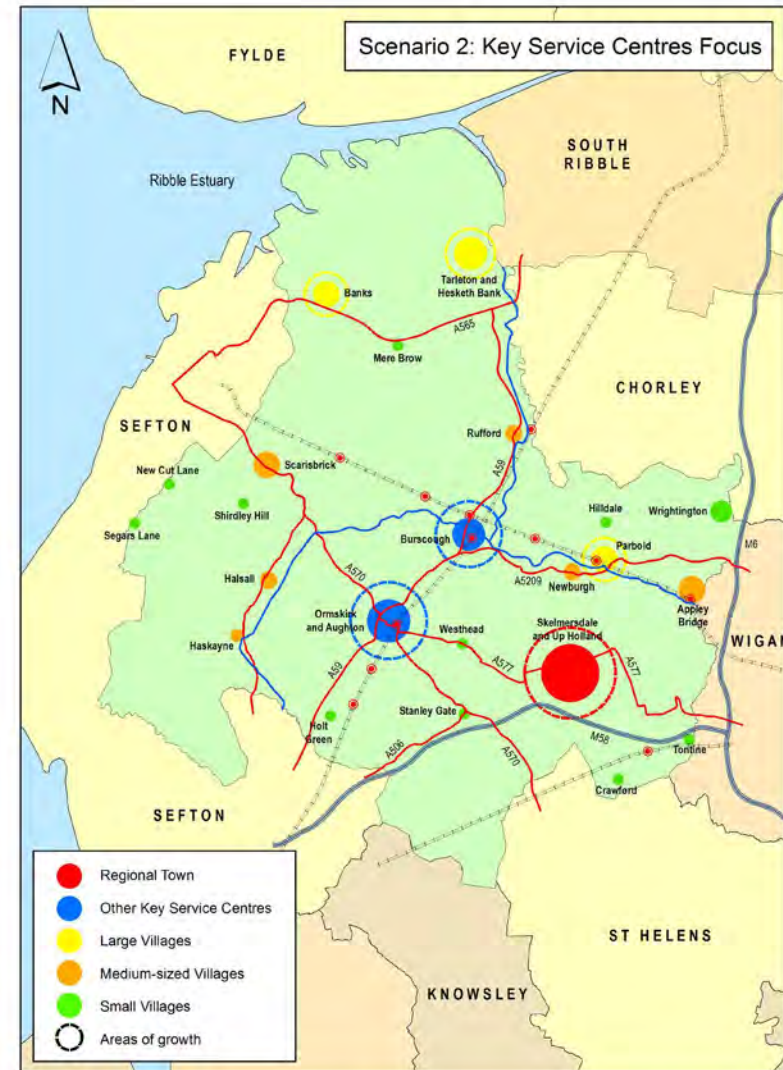 Scenario 2: Key Service Centres Focus
N
FYLDE
SOUTH
RIBBLE
Ribble Estuary
Banks
Tarleton and
Hesketh Bank
A565
Mere Brow
CHORLEY
SEFTON
Rufford
A59
Scarisbrick
New Cut Lane
Shirdley Hill
Segars Lane
Hilldale
Wrightington
Burscough
Parbold
M6
Halsall
A570
A5209
Newburgh
Appley
Bridge
Ormskirk
and Aughton
Westhead
Skelmersdale
and Up Holland
WIGAN
Haskayne
A577
A577
A59
Holt
Green
Stanley Gate
M58
Tontine
A506
A570
Crawford
SEFTON
ST HELENS
KNOWSLEY
Regional Town
Other Key Service Centres
Large Villages
Medium-sized Villages
Small Villages
Areas of growth